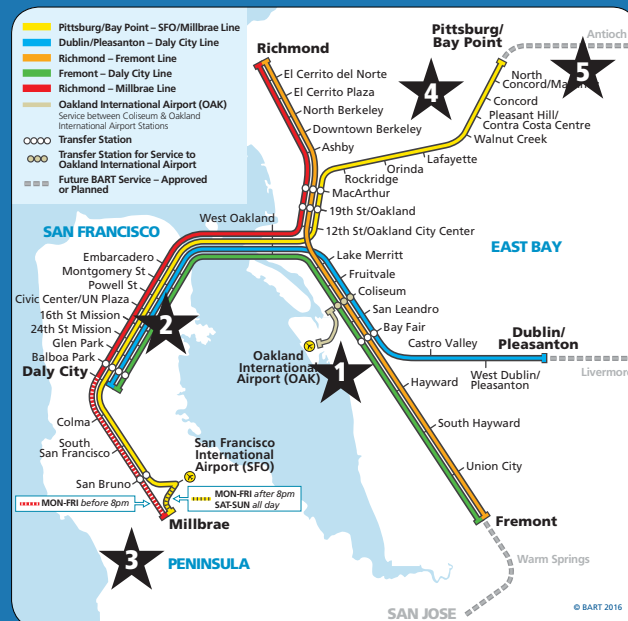 Pittsburg/Bay Point – SFO/Millbrae Line
Dublin/Pleasanton – Daly City Line
Richmond – Fremont Line
Fremont – Daly City Line
Richmond – Millbrae Line
Oakland International Airport (OAK)
Service between Coliseum & Oakland
International Airport Stations
Transfer Station
Transfer Station for Service to
Oakland International Airport
Future BART Service – Approved
or Planned
Richmond
El Cerrito del Norte
El Cerrito Plaza
North Berkeley
Downtown Berkeley
Ashby
Pittsburg/
Bay Point
Antioch
4
5
North
Concord/
Concord
Pleasant Hill/
Contra Costa Centre
Walnut Creek
Lafayette
Orinda
Rockridge
MacArthur
19th St/Oakland
12th St/Oakland City Center
West Oakland
SAN FRANCISCO
EAST BAY
Embarcadero
Montgomery St
Powell St
Civic Center/UN Plaza
16th St Mission
24th St Mission
Glen Park
Balboa Park
Daly City
2
Lake Merritt
Fruitvale
Coliseum
San Leandro
Bay Fair
Castro Valley
Dublin/
Pleasanton
West Dublin/
Pleasanton
Livermore
Oakland
International
Airport (OAK)
1
Hayward
South Hayward
Union City
Fremont
Warm Springs
SAN JOSE
Colma
South
San Francisco
San Bruno
San Francisco
International
Airport (SFO)
MON-FRI before 8pm
MON-FRI after 8pm
SAT-SUN all day
Millbrae
3
PENINSULA
© BART 2016